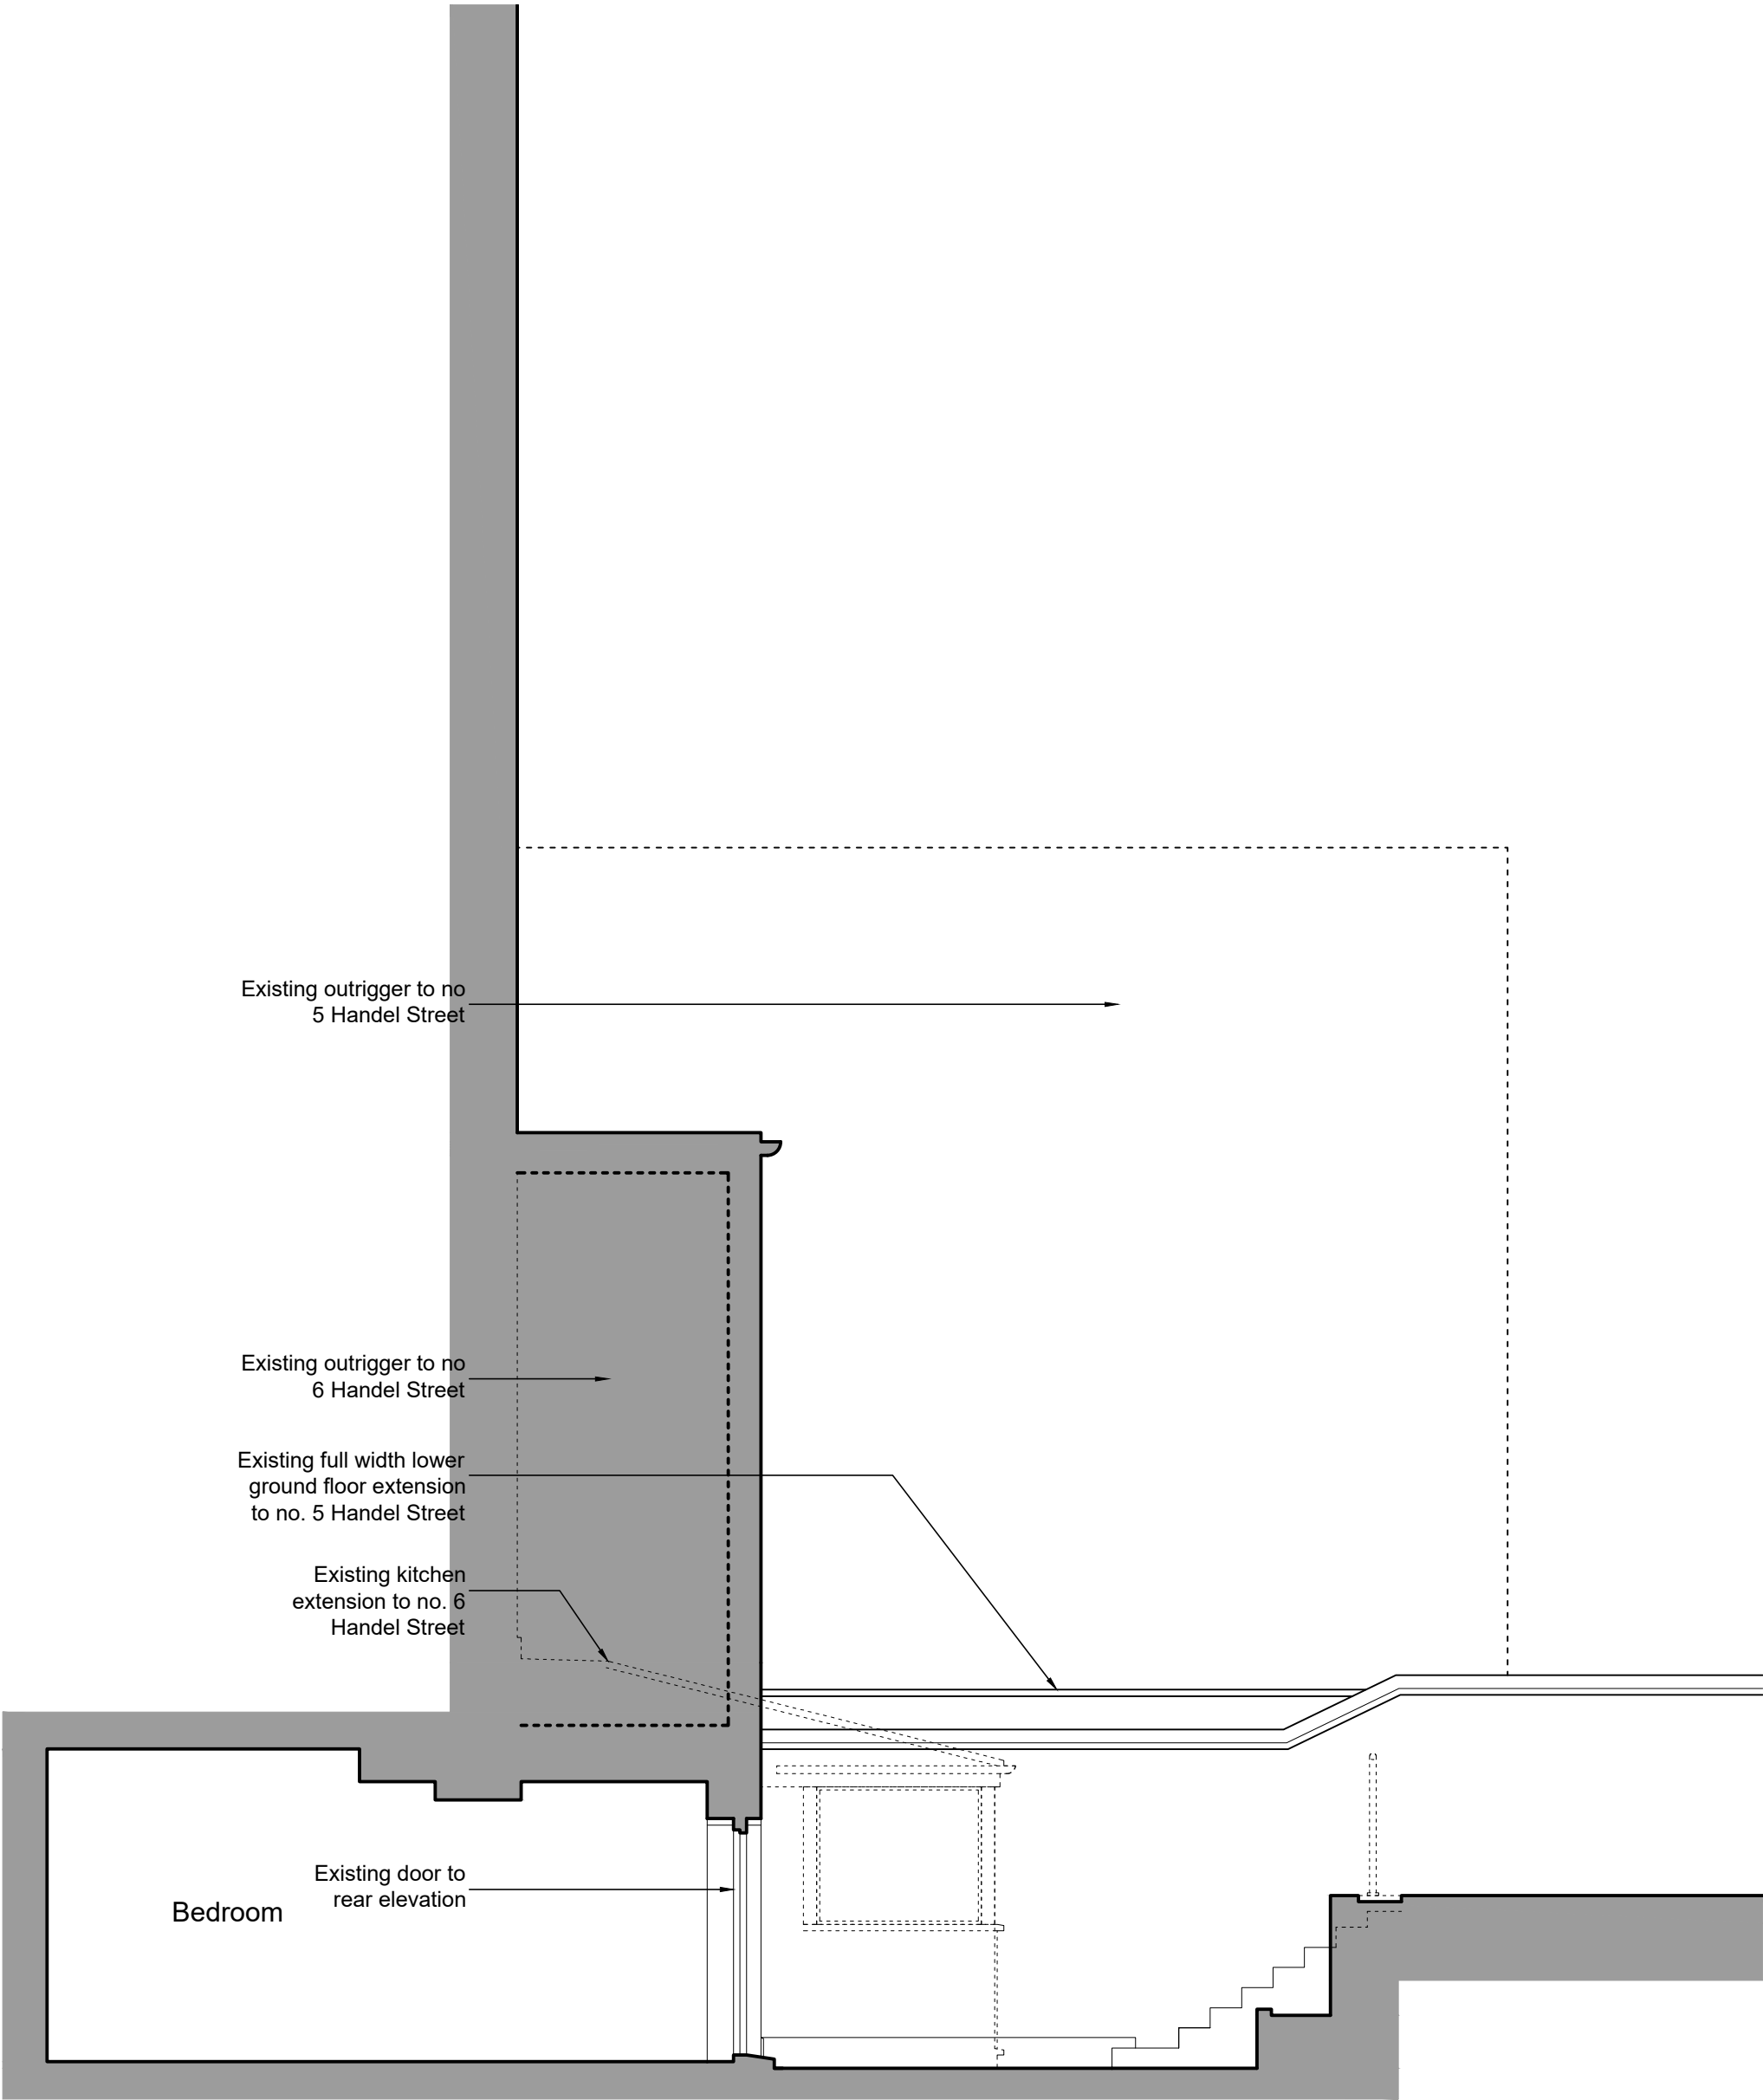 Existing outrigger to no
5 Handel Street
Existing outrigger to no
6 Handel Street
Existing full width lower
ground floor extension
to no. 5 Handel Street
Existing kitchen
extension to no. 6
Handel Street
Existing door to
rear elevation
Bedroom